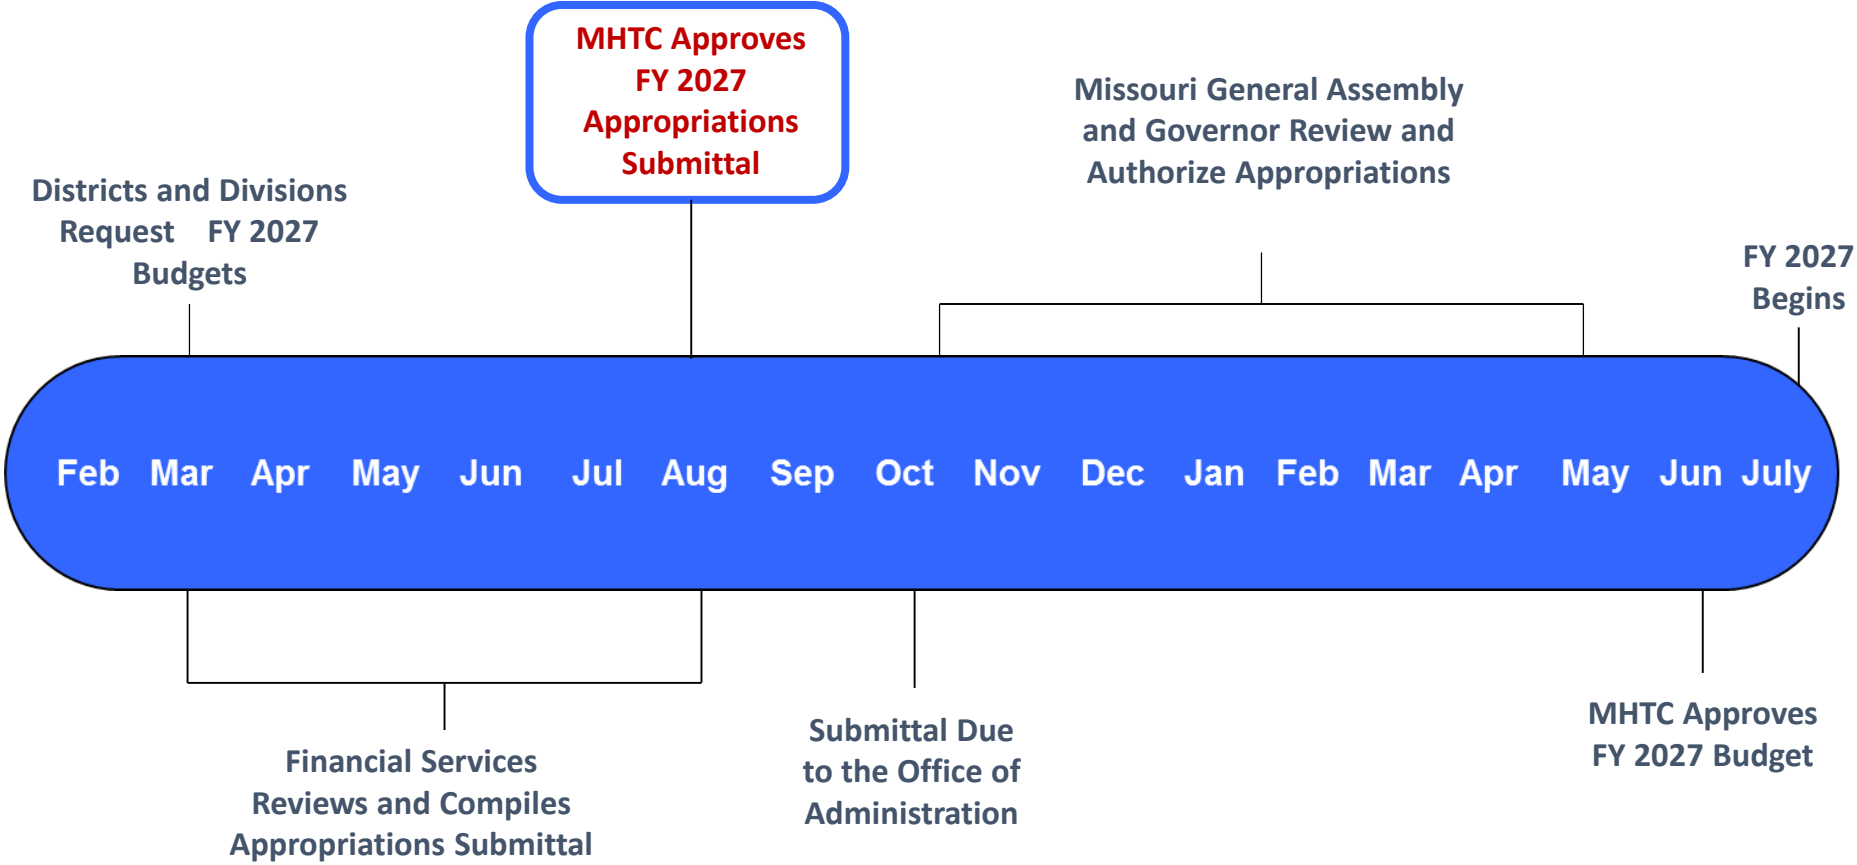 MHTC Approves
FY 2027
Appropriations
Submittal
Missouri General Assembly
and Governor Review and
Authorize Appropriations
Districts and Divisions
Request FY 2027
Budgets
FY 2027
Begins
Feb Mar Apr May Jun Jul Aug Sep Oct Nov Dec Jan Feb Mar Apr May Jun July
Financial Services
Reviews and Compiles
Appropriations Submittal
Submittal Due
to the Office of
Administration
MHTC Approves
FY 2027 Budget